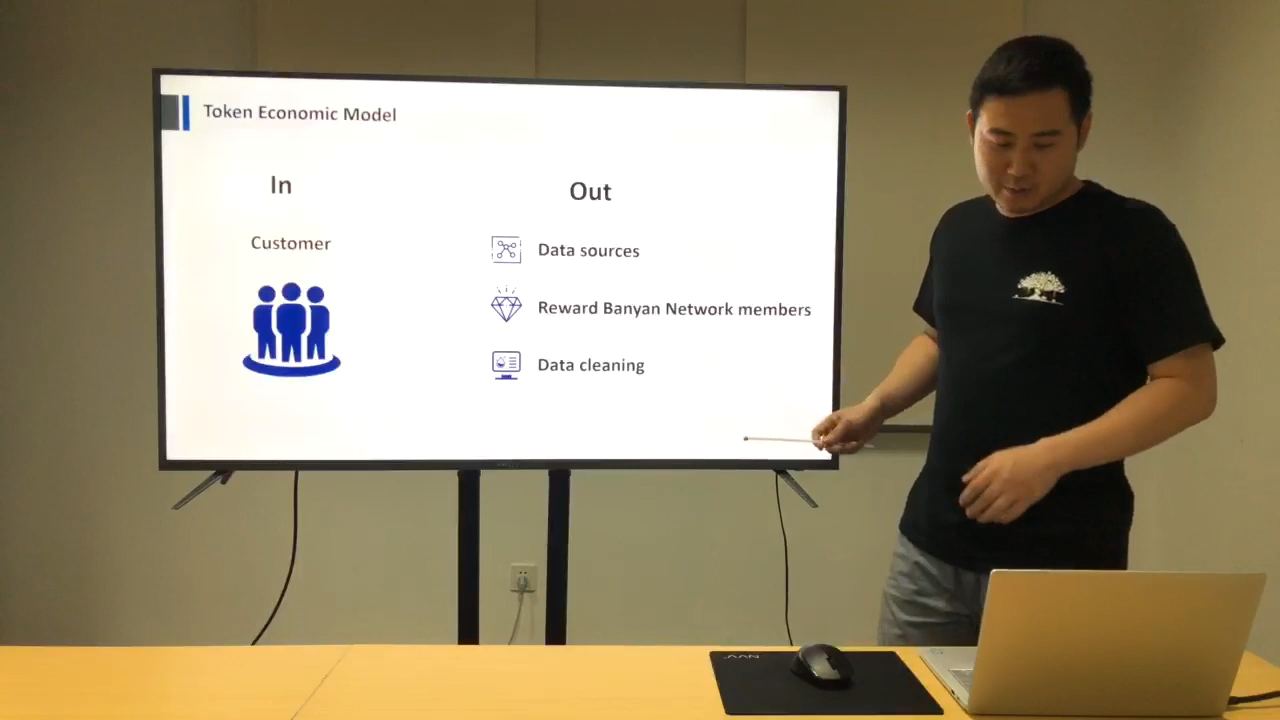 Token Economic Model
In
Customer
Out
Data sources
Reward Banyan Network members
Data cleaning